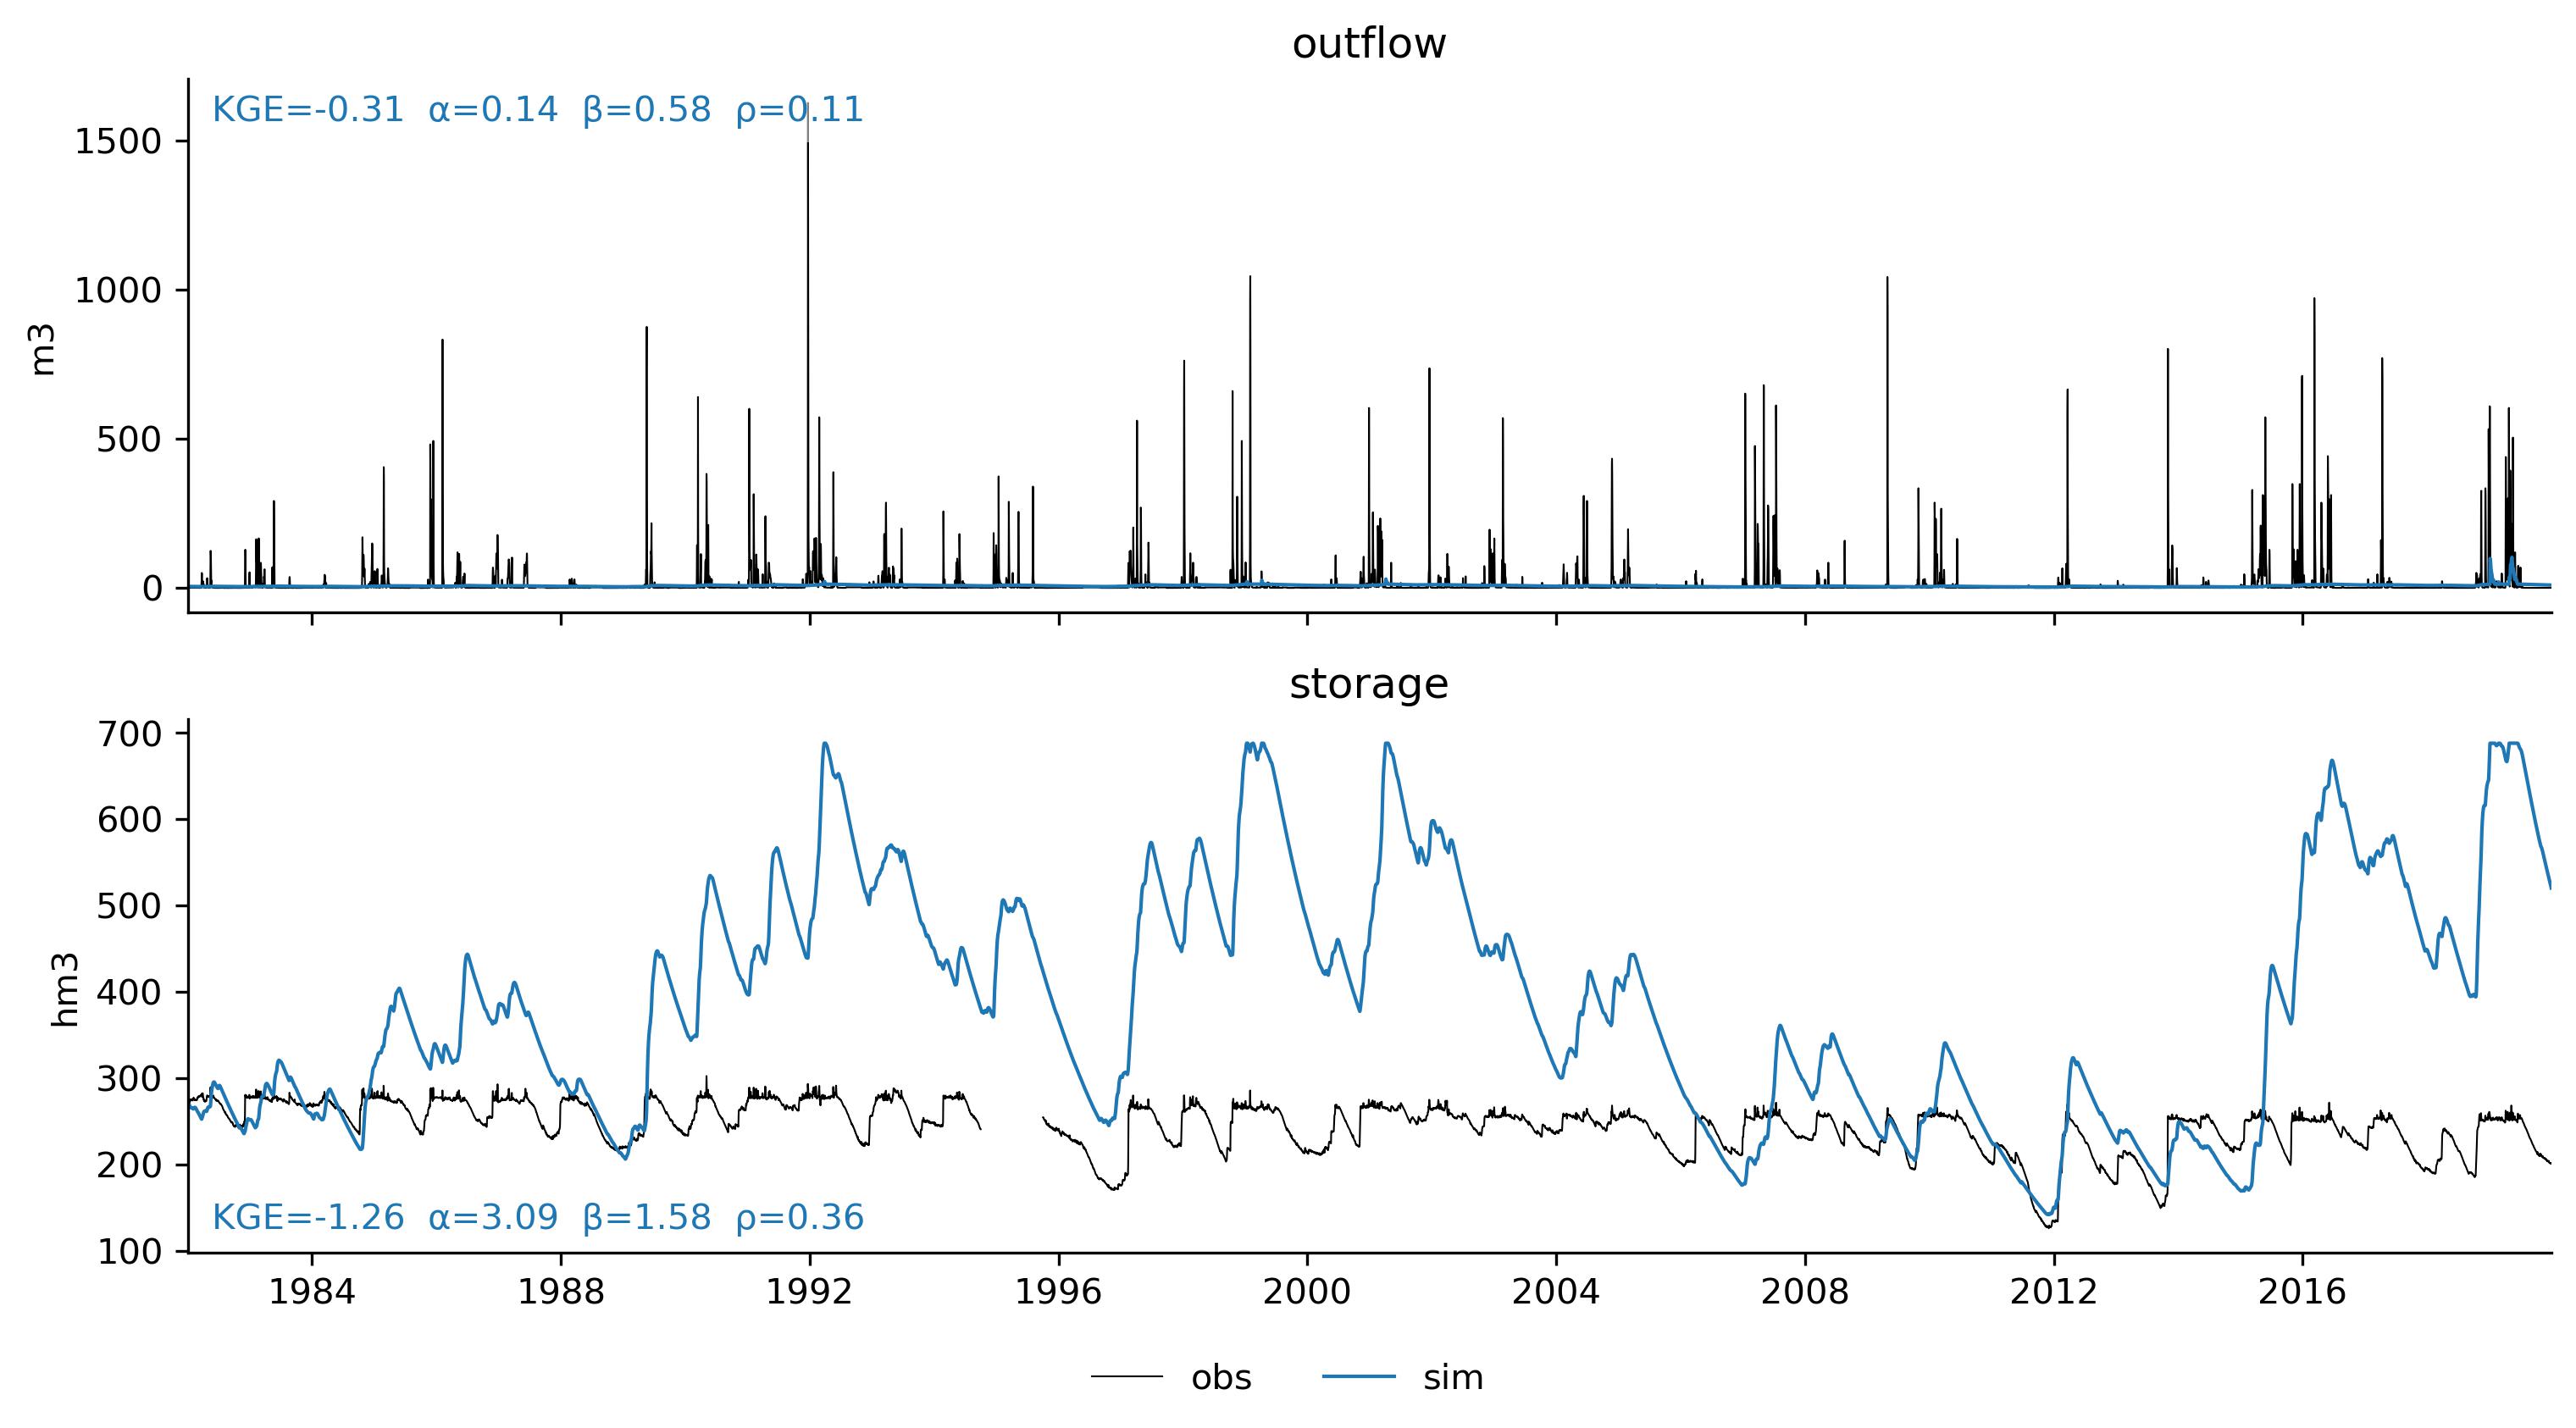 outflow
KGE=-0.31 α=0.14 β=0.58 ρ=0.11
1500
1000
500
0
m3
storage
700
600
500
400
300
200
100
hm3
KGE=-1.26 α=3.09 β=1.58 ρ=0.36
1984 1988 1992 1996 2000 2004 2008 2012 2016
obs sim